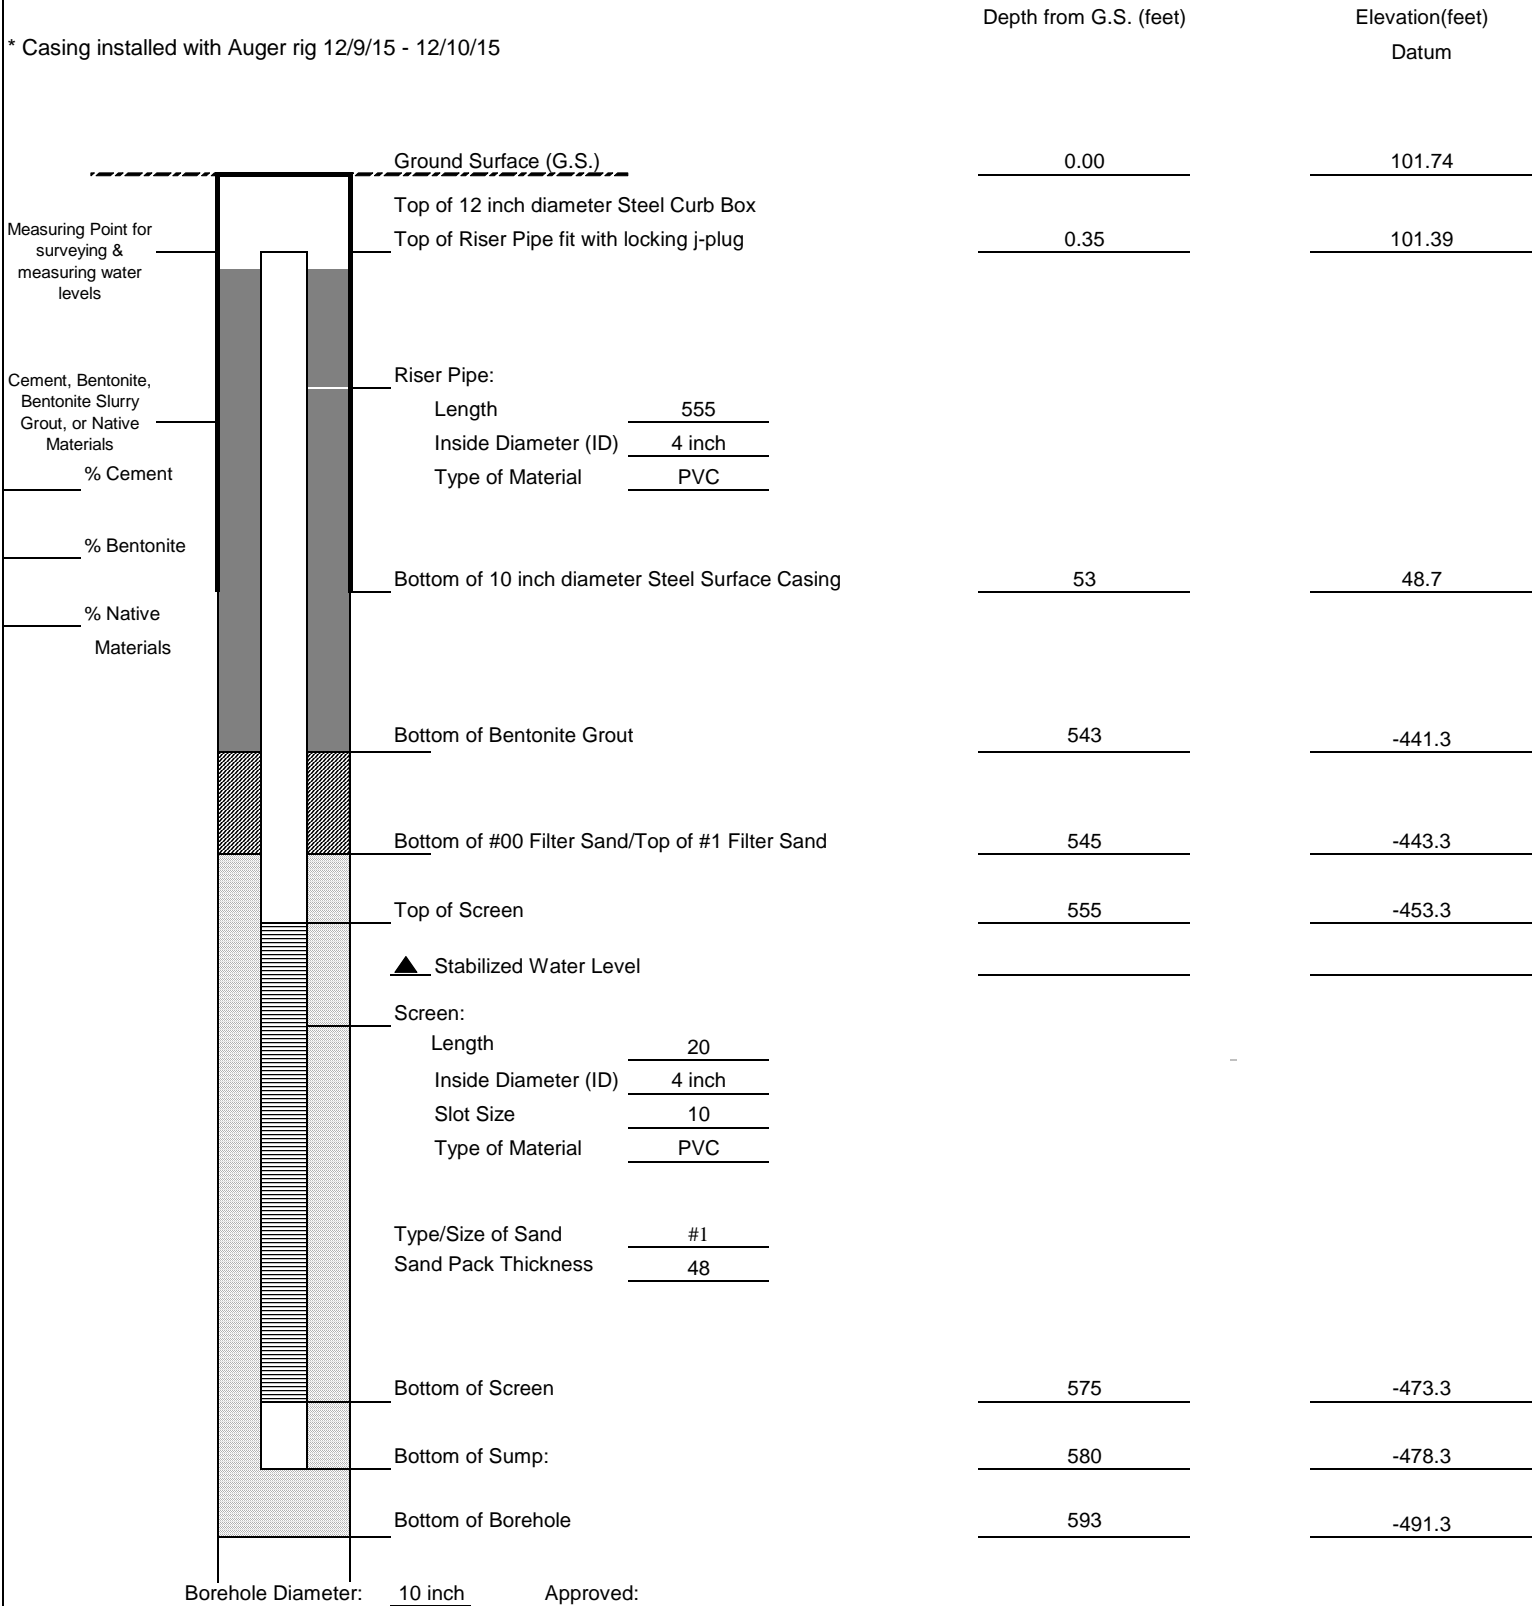 Depth from G.S. (feet) Elevation(feet)
* Casing installed with Auger rig 12/9/15 - 12/10/15 Datum
Ground Surface (G.S.) 0.00 101.74
Top of 12 inch diameter Steel Curb Box
Measuring Point for
surveying &
measuring water
levels
Top of Riser Pipe fit with locking j-plug 0.35 101.39
Cement, Bentonite,
Bentonite Slurry
Grout, or Native
Materials
Riser Pipe:
Length 555
Inside Diameter (ID) 4 inch
Type of Material PVC
% Cement
% Bentonite
Bottom of 10 inch diameter Steel Surface Casing 53 48.7
% Native
Materials
Bottom of Bentonite Grout 543 -441.3
Bottom of #00 Filter Sand/Top of #1 Filter Sand 545 -443.3
Top of Screen 555 -453.3
Stabilized Water Level
Screen:
Length 20
Inside Diameter (ID) 4 inch
Slot Size 10
Type of Material PVC
Type/Size of Sand #1
Sand Pack Thickness 48
Bottom of Screen 575 -473.3
Bottom of Sump: 580 -478.3
Bottom of Borehole 593 -491.3
Borehole Diameter: 10 inch Approved: